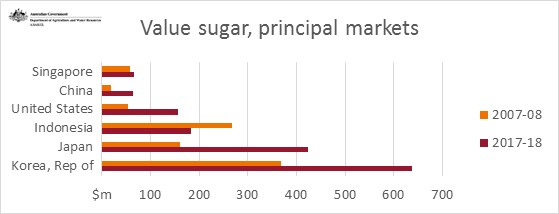 Australian Government
Department of Agriculture and Water Resources
ABARES
Value sugar, principal markets
Singapore
China
United States
Indonesia
Japan
Korea, Rep of
$m 100 200 300 400 500 600 700
2007-08
2017-18